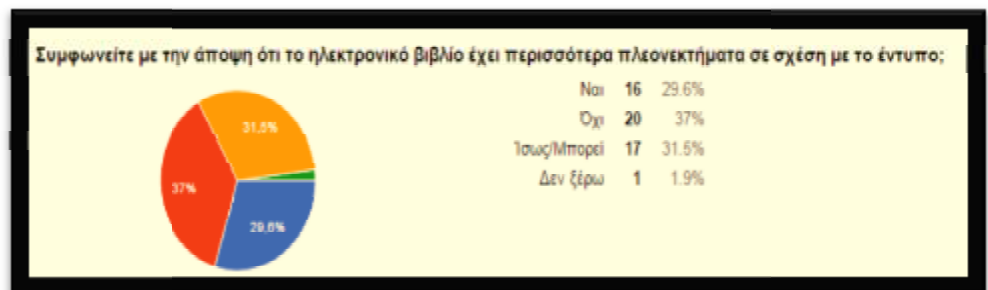 Συμφωνείτε με την άποψη ότι το ηλεκτρονικό βιβλίο έχει περισσότερα πλεονεκτήματα σε σχέση με το έντυπο;
Ναι 16 29.6%
Όχι 20 37%
Ίσως/Μπορεί 17 31.5%
Δεν ξέρω 1 1.9%
31,5%
37%
29,6%